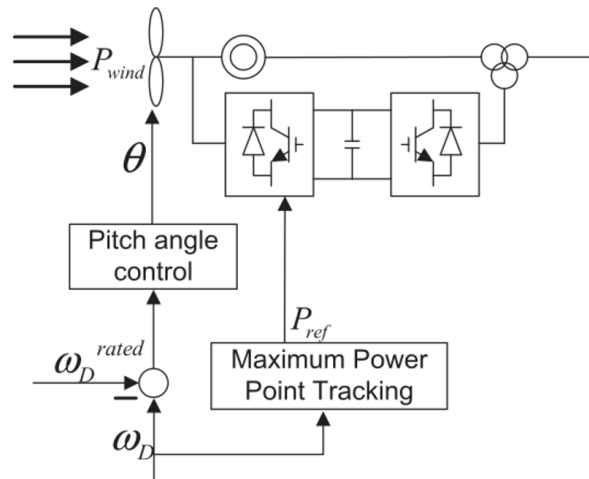 P_wind
θ
Pitch angle
control
P_ref
ω_D^rated
Maximum Power
Point Tracking
−
ω_D